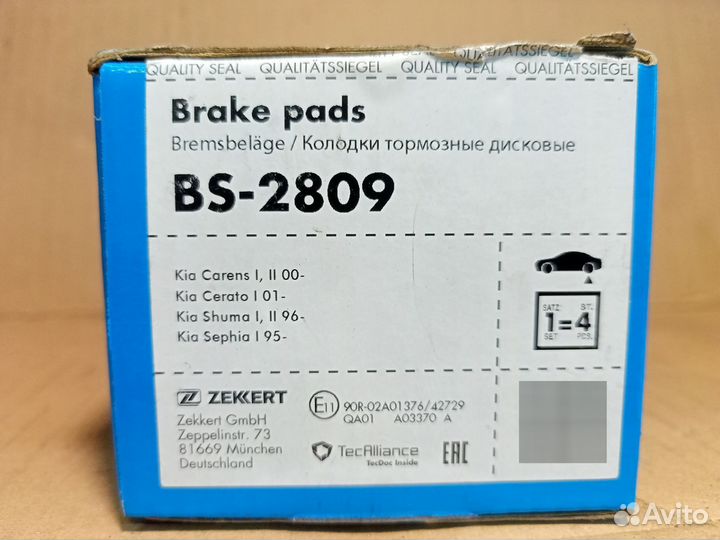 QUALITY SEAL QUALITÄTSSIEGEL QUALITY SEAL QUALITÄTSSIEGEL
Brake pads
Bremsbeläge / Колодки тормозные дисковые
BS-2809
Kia Carens I, II 00-
Kia Cerato I 01-
Kia Shuma I, II 96-
Kia Sephia I 95-
SATZ
1=4
SET PCS.
ZEKKERT
Zekkert GmbH
Zeppelinstr. 73
81669 München
Deutschland
E11 90R-02A01376/42729
QA01 A03370 A
TecAlliance
TecDoc Inside
EAC
Avito